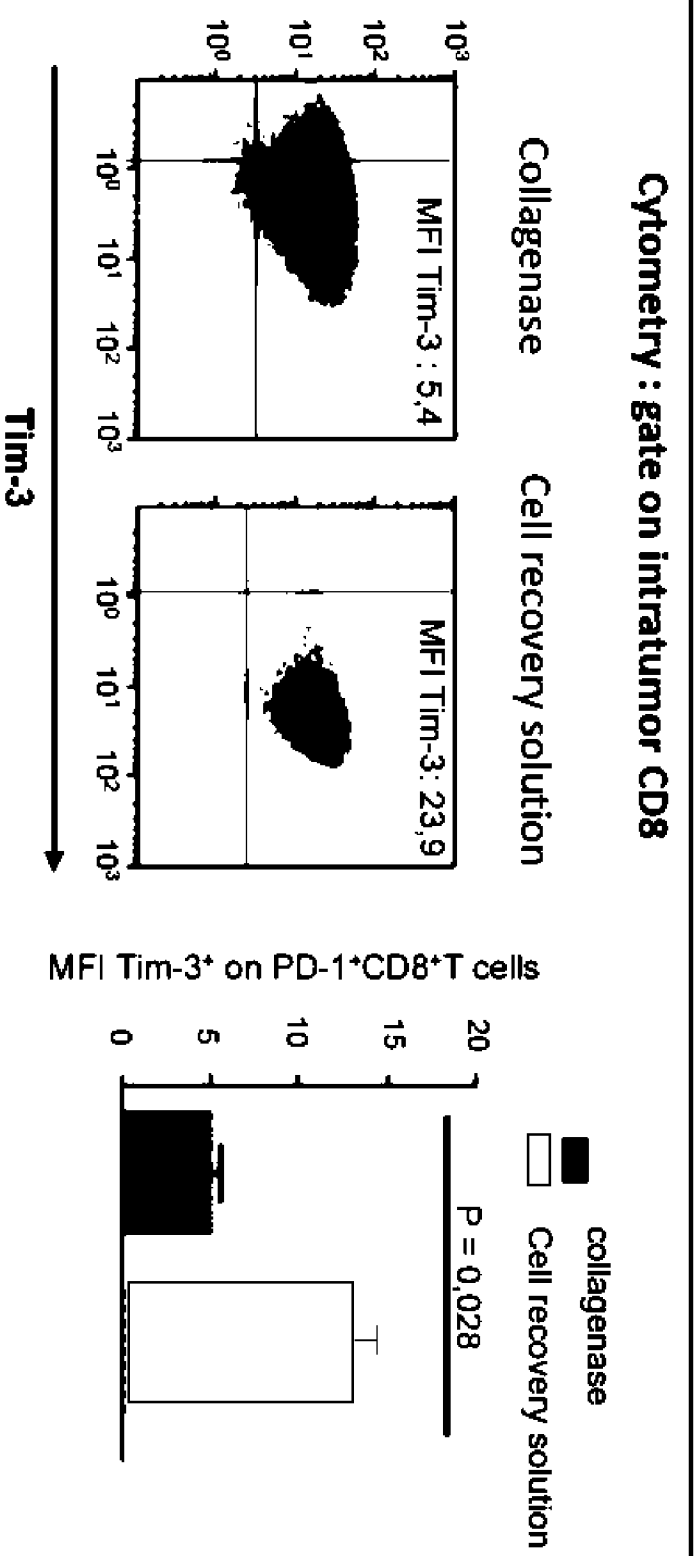 Cytometry : gate on intratumor CD8
Collagenase
Cell recovery solution
10³
10²
10¹
10⁰
MFI Tim-3 : 5,4
10⁰
10¹
10²
10³
MFI Tim-3: 23,9
10⁰
10¹
10²
10³
Tim-3
collagenase
Cell recovery solution
MFI Tim-3⁺ on PD-1⁺CD8⁺T cells
20
15
10
5
0
P = 0,028